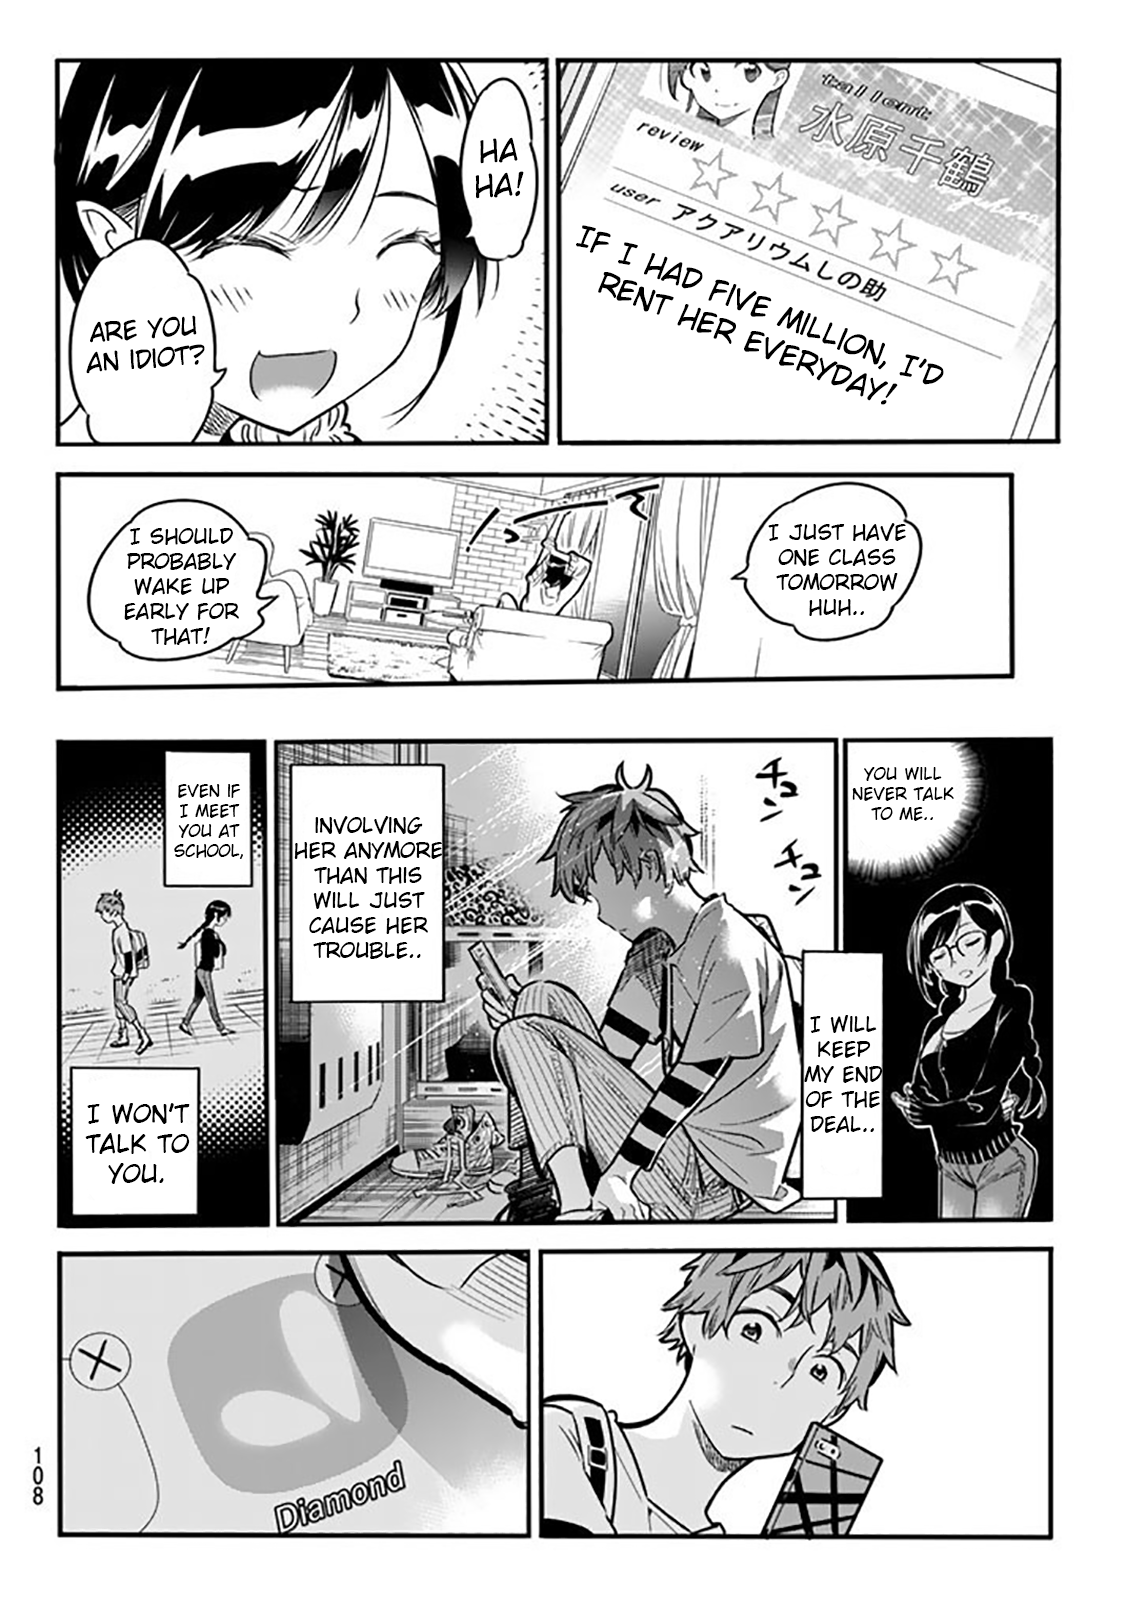 tallent
水原千鶴
review
user アクアリウムしの助
IF I HAD FIVE MILLION, I'D
RENT HER EVERYDAY!
HA
HA!
ARE YOU
AN IDIOT?
I JUST HAVE
ONE CLASS
TOMORROW
HUH..
I SHOULD
PROBABLY
WAKE UP
EARLY FOR
THAT!
YOU WILL
NEVER TALK
TO ME..
I WILL
KEEP
MY END
OF THE
DEAL..
チュン
チュン
INVOLVING
HER ANYMORE
THAN THIS
WILL JUST
CAUSE HER
TROUBLE..
EVEN IF
I MEET
YOU AT
SCHOOL,
I WON'T
TALK TO
YOU.
Diamond
108